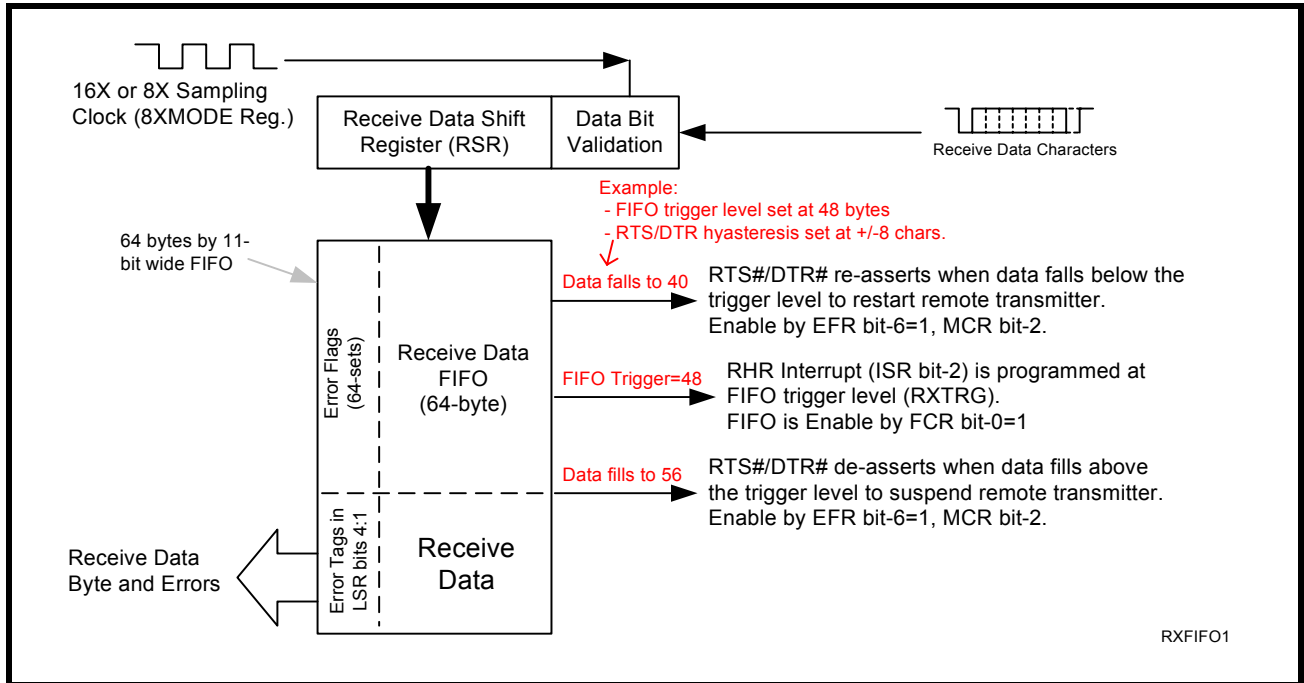 16X or 8X Sampling
Clock (8XMODE Reg.)
Receive Data Shift
Register (RSR)
Data Bit
Validation
Receive Data Characters
Example:
- FIFO trigger level set at 48 bytes
- RTS/DTR hyasteresis set at +/-8 chars.
64 bytes by 11-
bit wide FIFO
Data falls to 40
RTS#/DTR# re-asserts when data falls below the
trigger level to restart remote transmitter.
Enable by EFR bit-6=1, MCR bit-2.
Error Flags
(64-sets)
Receive Data
FIFO
(64-byte)
FIFO Trigger=48
RHR Interrupt (ISR bit-2) is programmed at
FIFO trigger level (RXTRG).
FIFO is Enable by FCR bit-0=1
Data fills to 56
RTS#/DTR# de-asserts when data fills above
the trigger level to suspend remote transmitter.
Enable by EFR bit-6=1, MCR bit-2.
Receive Data
Byte and Errors
Error Tags in
LSR bits 4:1
Receive
Data
RXFIFO1